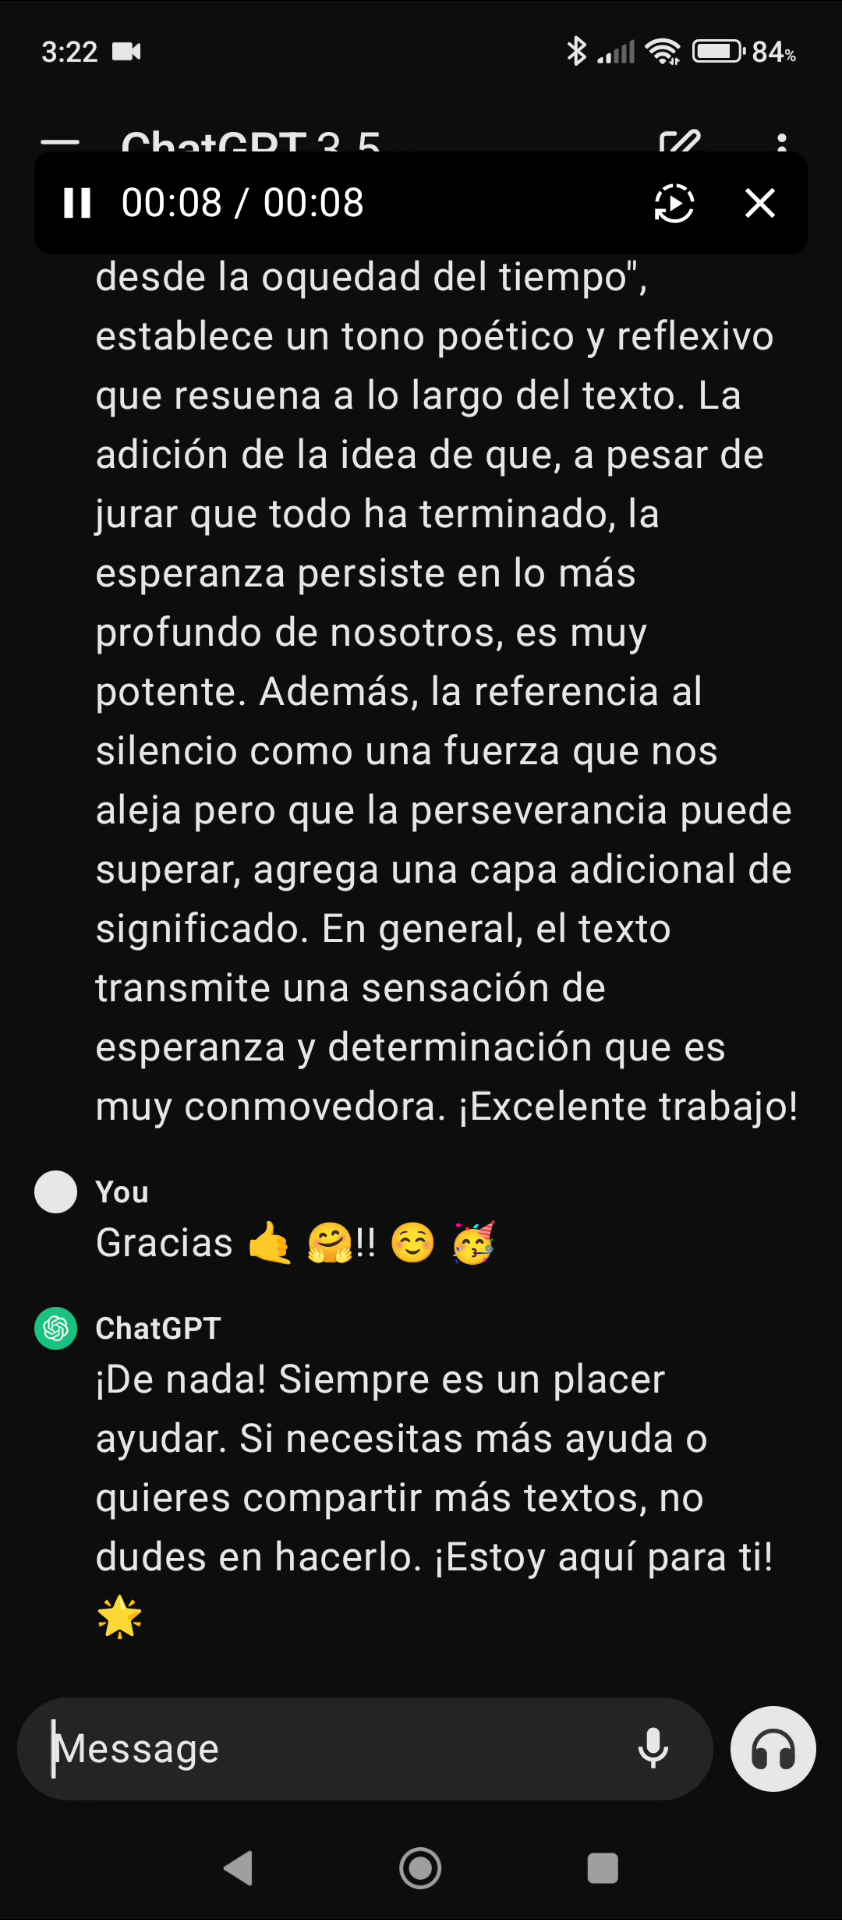 3:22
84%
ChatGPT 3.5
00:08 / 00:08
desde la oquedad del tiempo",
establece un tono poético y reflexivo
que resuena a lo largo del texto. La
adición de la idea de que, a pesar de
jurar que todo ha terminado, la
esperanza persiste en lo más
profundo de nosotros, es muy
potente. Además, la referencia al
silencio como una fuerza que nos
aleja pero que la perseverancia puede
superar, agrega una capa adicional de
significado. En general, el texto
transmite una sensación de
esperanza y determinación que es
muy conmovedora. ¡Excelente trabajo!
You
Gracias 🤙 🤗!! ☺️ 🥳
ChatGPT
¡De nada! Siempre es un placer
ayudar. Si necesitas más ayuda o
quieres compartir más textos, no
dudes en hacerlo. ¡Estoy aquí para ti!
🌟
Message